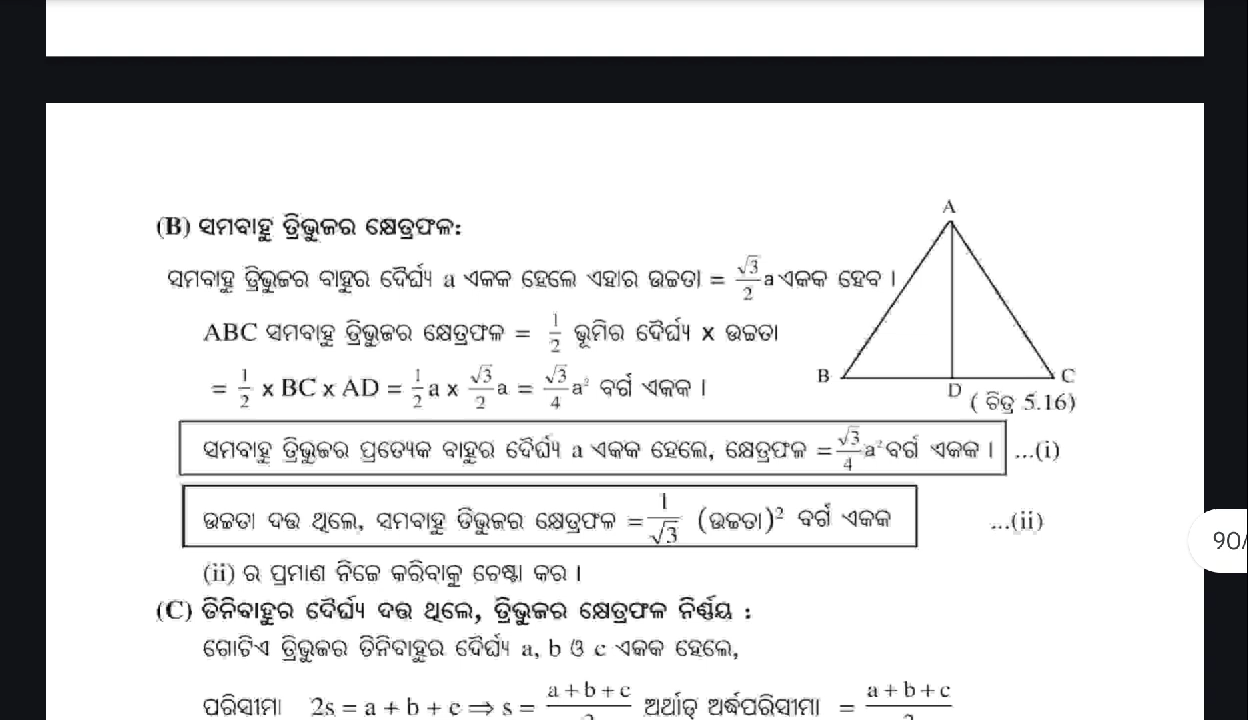 A
(B) ସମବାହୁ ତ୍ରିଭୁଜର କ୍ଷେତ୍ରଫଳ:
ସମବାହୁ ତ୍ରିଭୁଜର ବାହୁର ଦୈର୍ଘ୍ୟ a ଏକକ ହେଲେ ଏହାର ଉଚ୍ଚତା = √3/2 a ଏକକ ହେବ ।
ABC ସମବାହୁ ତ୍ରିଭୁଜର କ୍ଷେତ୍ରଫଳ = 1/2 ଭୂମିର ଦୈର୍ଘ୍ୟ x ଉଚ୍ଚତା
= 1/2 x BC x AD = 1/2 a x √3/2 a = √3/4 a² ବର୍ଗ ଏକକ ।
B D C
( ଚିତ୍ର 5.16)
ସମବାହୁ ତ୍ରିଭୁଜର ପ୍ରତ୍ୟେକ ବାହୁର ଦୈର୍ଘ୍ୟ a ଏକକ ହେଲେ, କ୍ଷେତ୍ରଫଳ = √3/4 a² ବର୍ଗ ଏକକ । ...(i)
ଉଚ୍ଚତା ଦତ୍ତ ଥିଲେ, ସମବାହୁ ତିଭୁଜର କ୍ଷେତ୍ରଫଳ = 1/√3 (ଉଚ୍ଚତା)² ବର୍ଗ ଏକକ ...(ii)
90/
(ii) ର ପ୍ରମାଣ ନିଜେ କରିବାକୁ ଚେଷ୍ଟା କର ।
(C) ତିନିବାହୁର ଦୈର୍ଘ୍ୟ ଦତ୍ତ ଥିଲେ, ତ୍ରିଭୁଜର କ୍ଷେତ୍ରଫଳ ନିର୍ଣ୍ଣୟ :
ଗୋଟିଏ ତ୍ରିଭୁଜର ତିନିବାହୁର ଦୈର୍ଘ୍ୟ a, b ଓ c ଏକକ ହେଲେ,
ପରିସୀମା 2s = a + b + c ⇒ s = a + b + c/2 ଅର୍ଥାତ୍ ଅର୍ଦ୍ଧପରିସୀମା = a + b + c/2